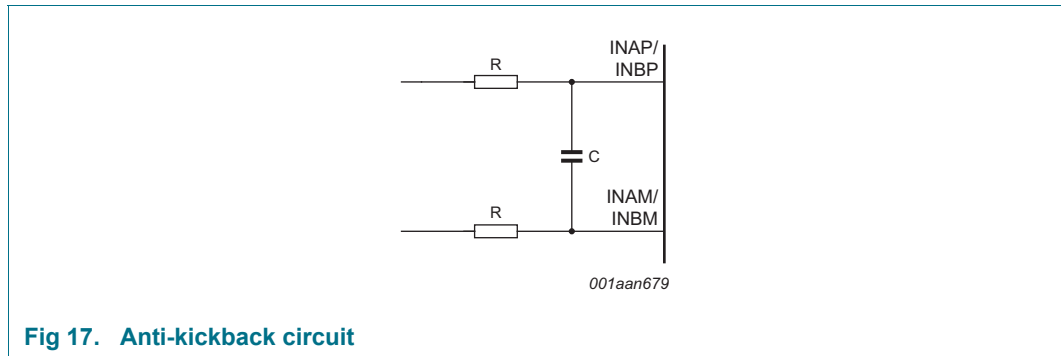 INAP/
INBP
R
C
INAM/
INBM
R
001aan679
Fig 17. Anti-kickback circuit